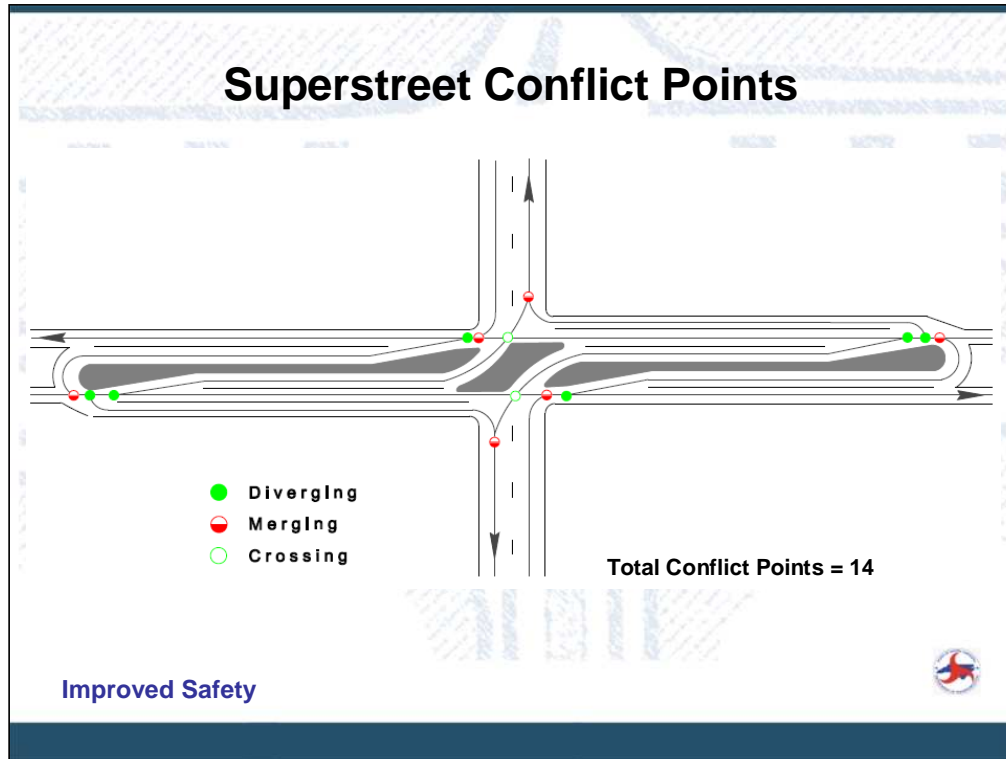 Superstreet Conflict Points
Diverging
Merging
Crossing
Total Conflict Points = 14
Improved Safety